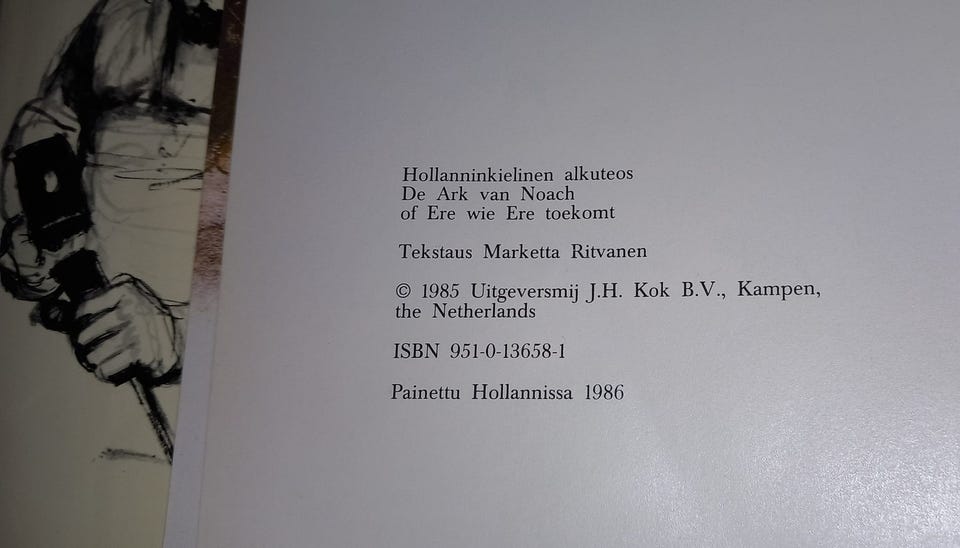 Hollanninkielinen alkuteos
De Ark van Noach
of Ere wie Ere toekomt
Tekstaus Marketta Ritvanen
© 1985 Uitgeversmij J.H. Kok B.V., Kampen,
the Netherlands
ISBN 951-0-13658-1
Painettu Hollannissa 1986